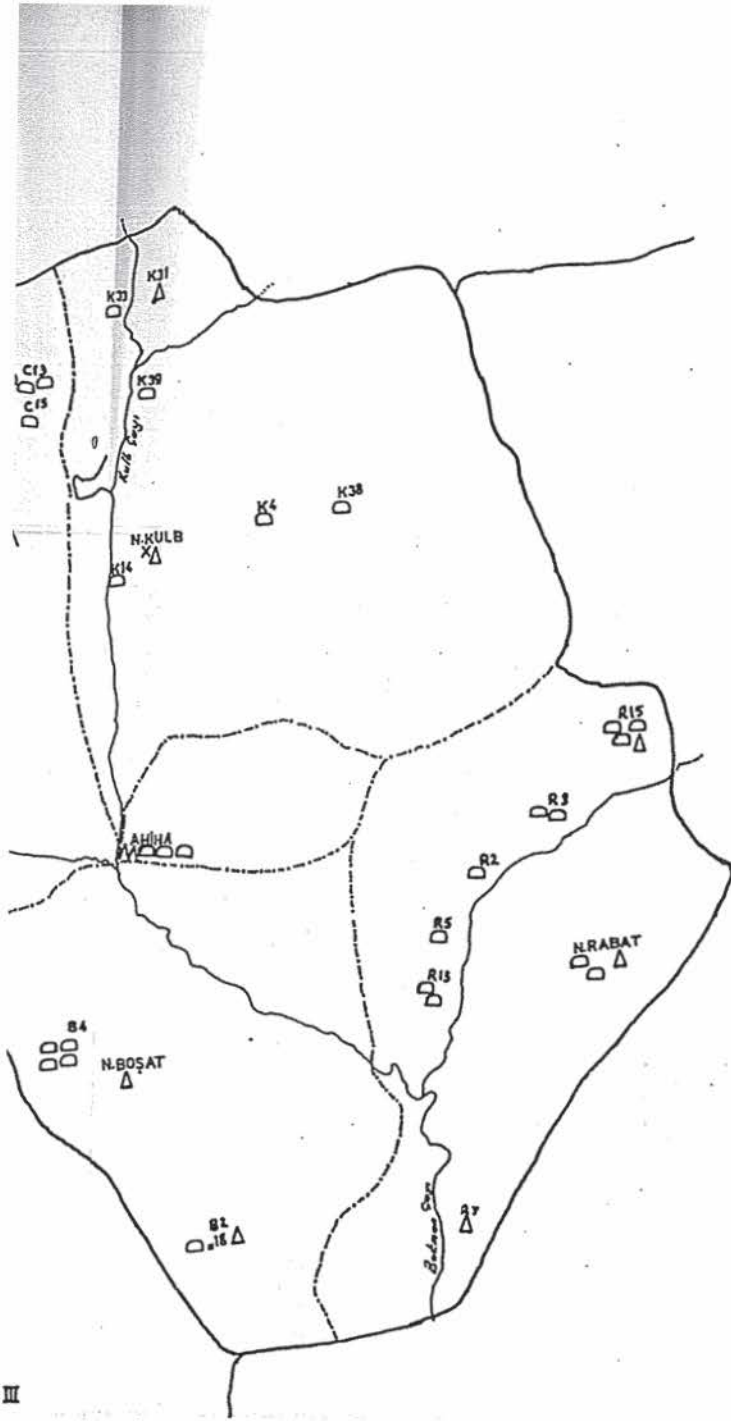 K31
K33
C13
K39
C15
Kulb Çayı
K38
K4
N.KULB
X
K14
R15
AHİHA
R2
N.RABAT
R5
R13
B4
N.BOŞAT
B2
Batman Çayı
III